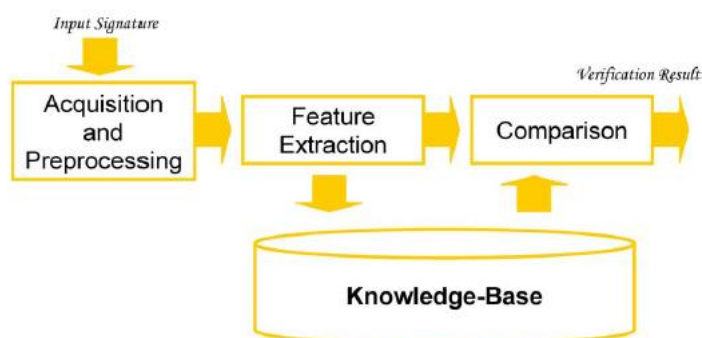 Input Signature
Verification Result
Acquisition
and
Preprocessing
Feature
Extraction
Comparison
Knowledge-Base